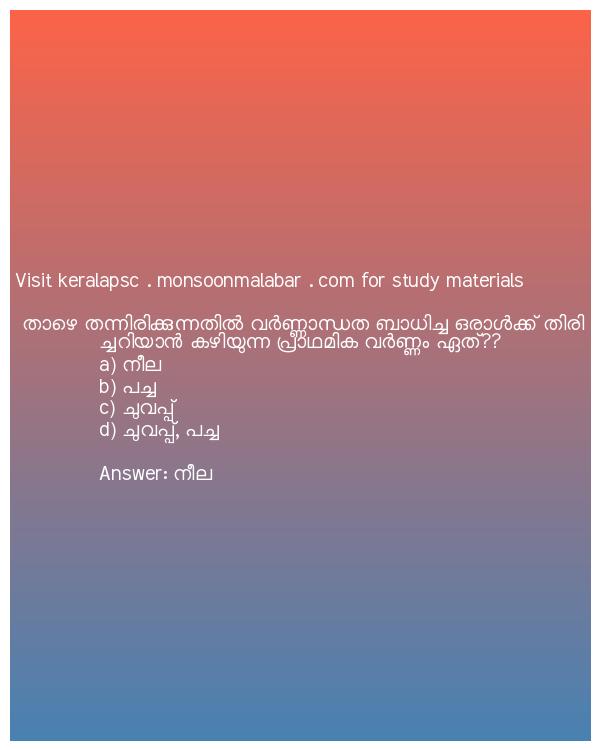 Visit keralapsc . monsoonmalabar . com for study materials
താഴെ തന്നിരിക്കുന്നതിൽ വർണ്ണാന്ധത ബാധിച്ച ഒരാൾക്ക് തിരി
ച്ചറിയാൻ കഴിയുന്ന പ്രാഥമിക വർണ്ണം ഏത്??
a) നീല
b) പച്ച
c) ചുവപ്പ്
d) ചുവപ്പ്, പച്ച
Answer: നീല